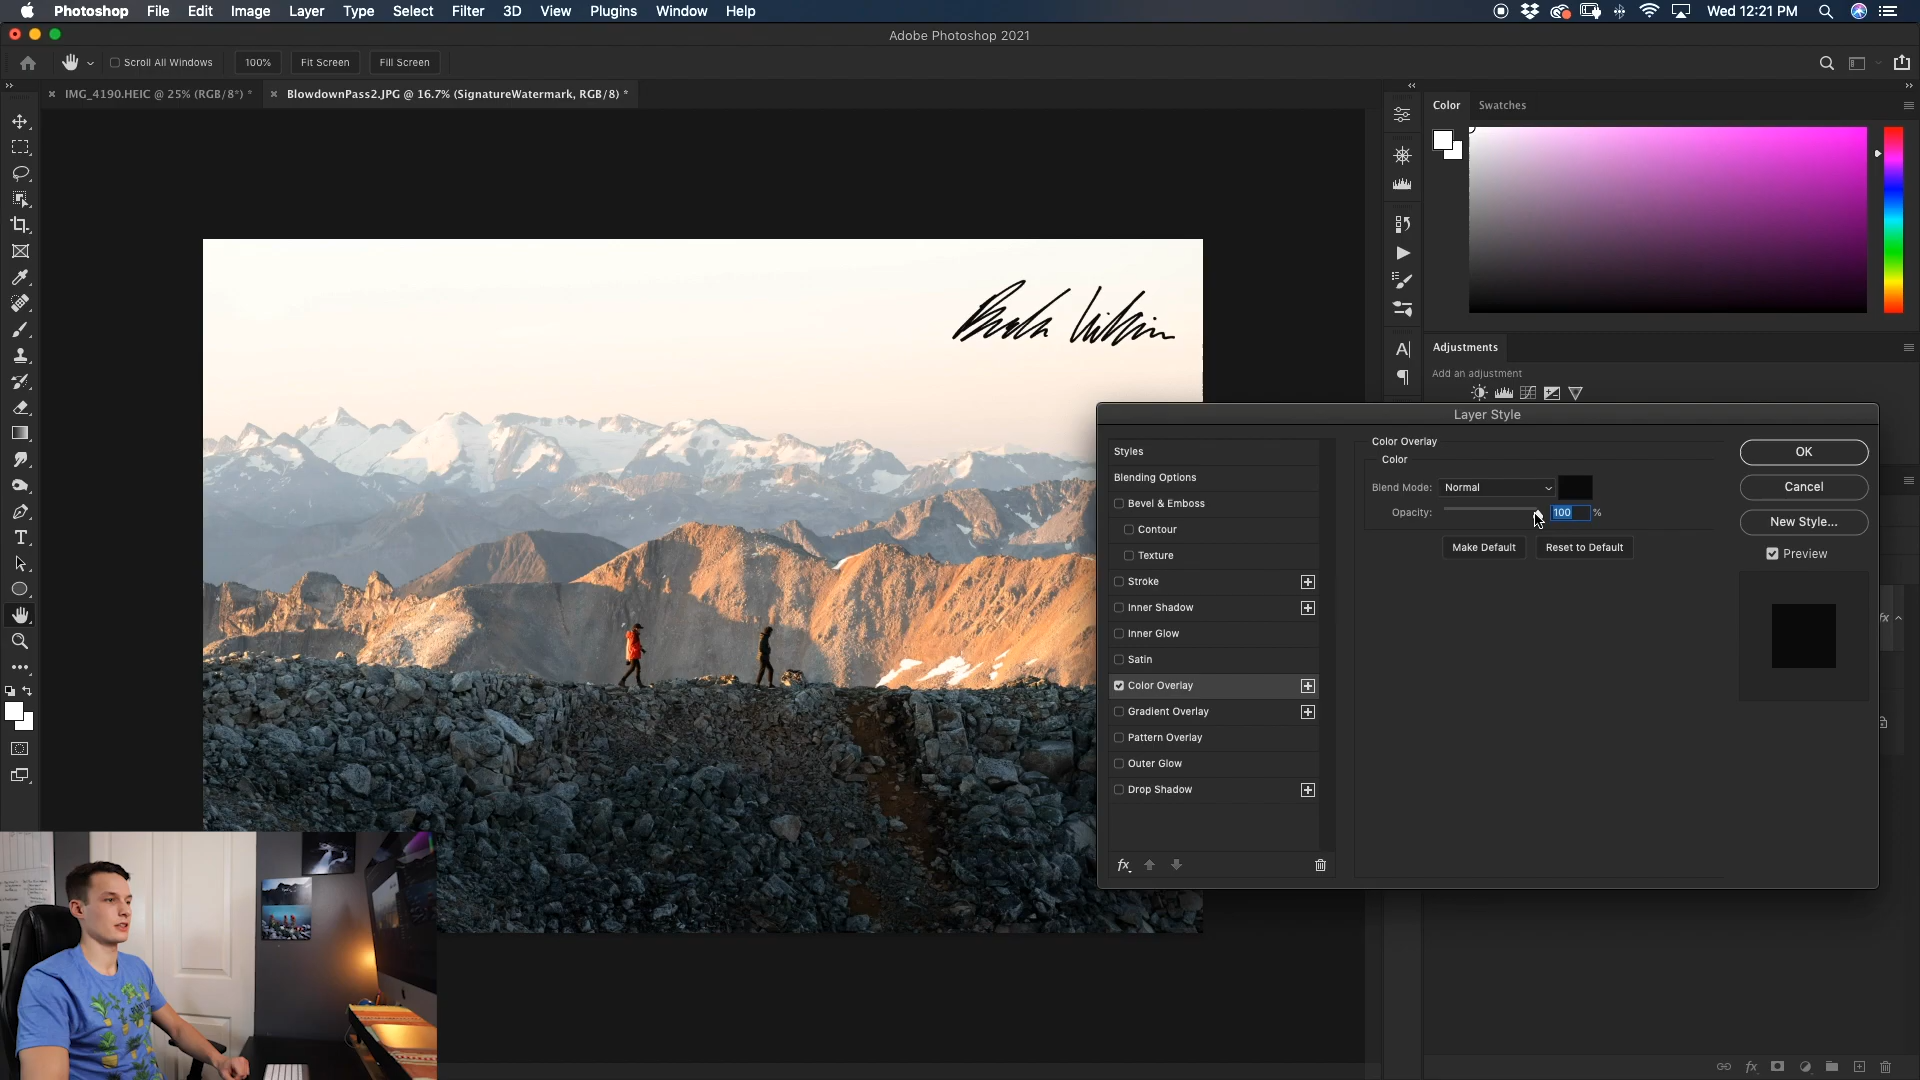 Photoshop File Edit Image Layer Type Select Filter 3D View Plugins Window Help Wed 12:21 PM
Adobe Photoshop 2021
Scroll All Windows 100% Fit Screen Fill Screen
IMG_4190.HEIC @ 25% (RGB/8*) * BlowdownPass2.JPG @ 16.7% (SignatureWatermark, RGB/8) *
Color Swatches
Adjustments
Add an adjustment
Layer Style
Styles
Blending Options
Bevel & Emboss
Contour
Texture
Stroke
Inner Shadow
Inner Glow
Satin
Color Overlay
Gradient Overlay
Pattern Overlay
Outer Glow
Drop Shadow
fx
Color Overlay
Color
Blend Mode: Normal
Opacity: 100 %
Make Default Reset to Default
OK
Cancel
New Style...
Preview
fx
fx